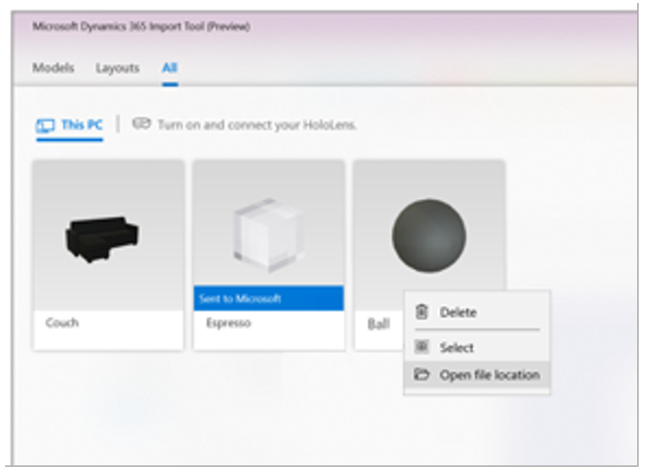 Microsoft Dynamics 365 Import Tool (Preview)
Models Layouts All
This PC Turn on and connect your HoloLens.
Sent to Microsoft
Couch Espresso Ball
Delete
Select
Open file location